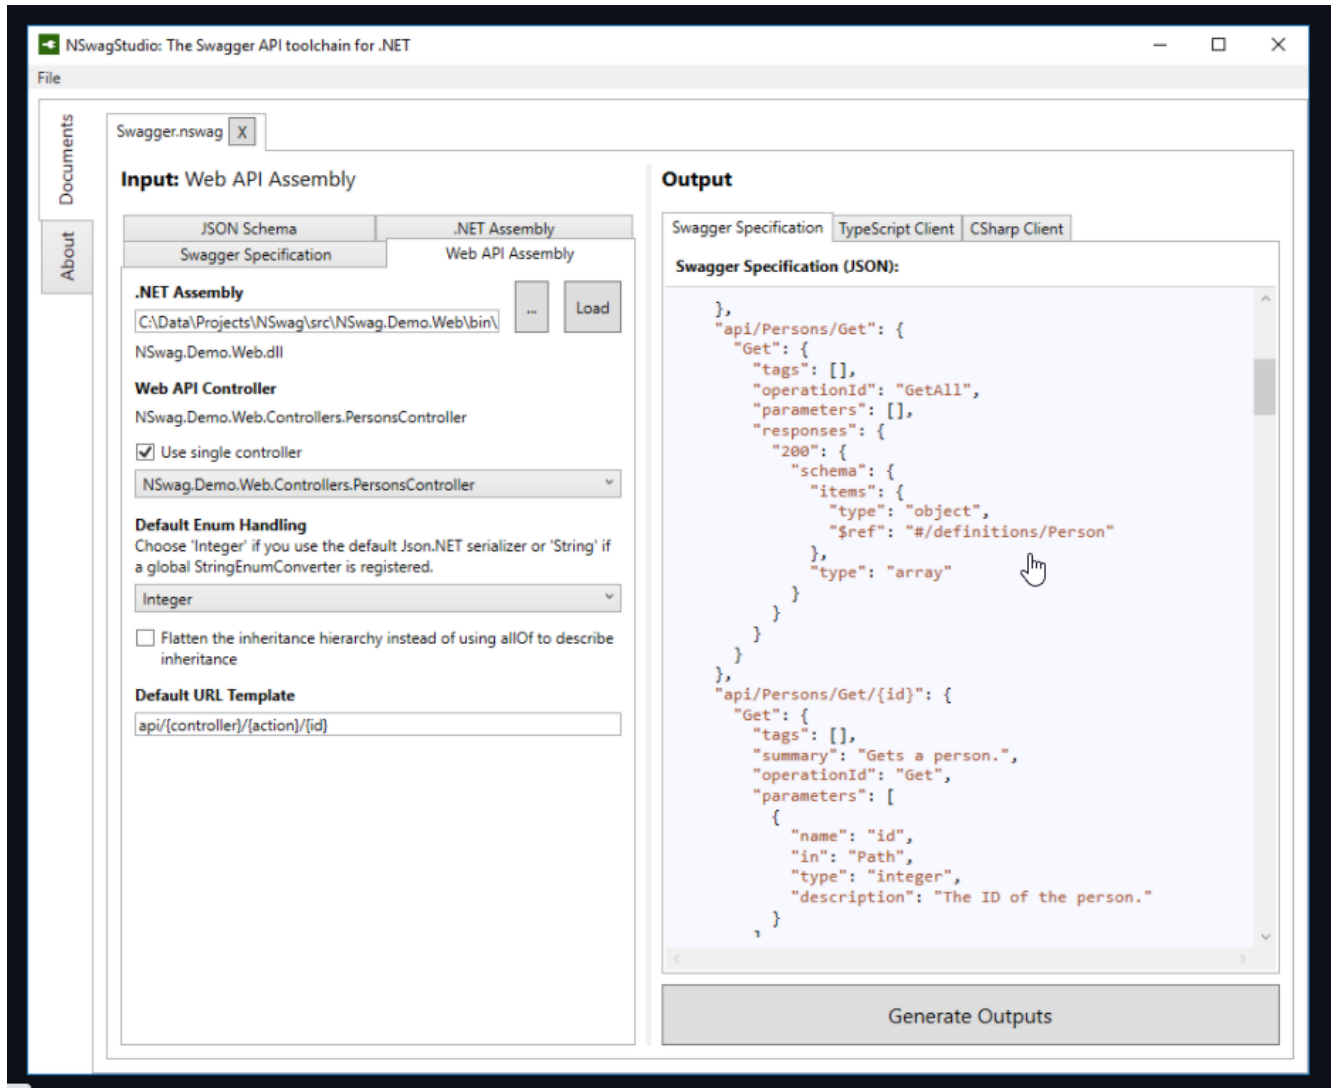 NSwagStudio: The Swagger API toolchain for .NET
File
Documents
About
Swagger.nswag X
Input: Web API Assembly
JSON Schema
.NET Assembly
Swagger Specification
Web API Assembly
.NET Assembly
C:\Data\Projects\NSwag\src\NSwag.Demo.Web\bin\
...
Load
NSwag.Demo.Web.dll
Web API Controller
NSwag.Demo.Web.Controllers.PersonsController
Use single controller
NSwag.Demo.Web.Controllers.PersonsController
Default Enum Handling
Choose 'Integer' if you use the default Json.NET serializer or 'String' if
a global StringEnumConverter is registered.
Integer
Flatten the inheritance hierarchy instead of using allOf to describe
inheritance
Default URL Template
api/{controller}/{action}/{id}
Output
Swagger Specification
TypeScript Client
CSharp Client
Swagger Specification (JSON):
},
"api/Persons/Get": {
"Get": {
"tags": [],
"operationId": "GetAll",
"parameters": [],
"responses": {
"200": {
"schema": {
"items": {
"type": "object",
"$ref": "#/definitions/Person"
},
"type": "array"
}
}
}
}
},
"api/Persons/Get/{id}": {
"Get": {
"tags": [],
"summary": "Gets a person.",
"operationId": "Get",
"parameters": [
{
"name": "id",
"in": "Path",
"type": "integer",
"description": "The ID of the person."
}
]
Generate Outputs